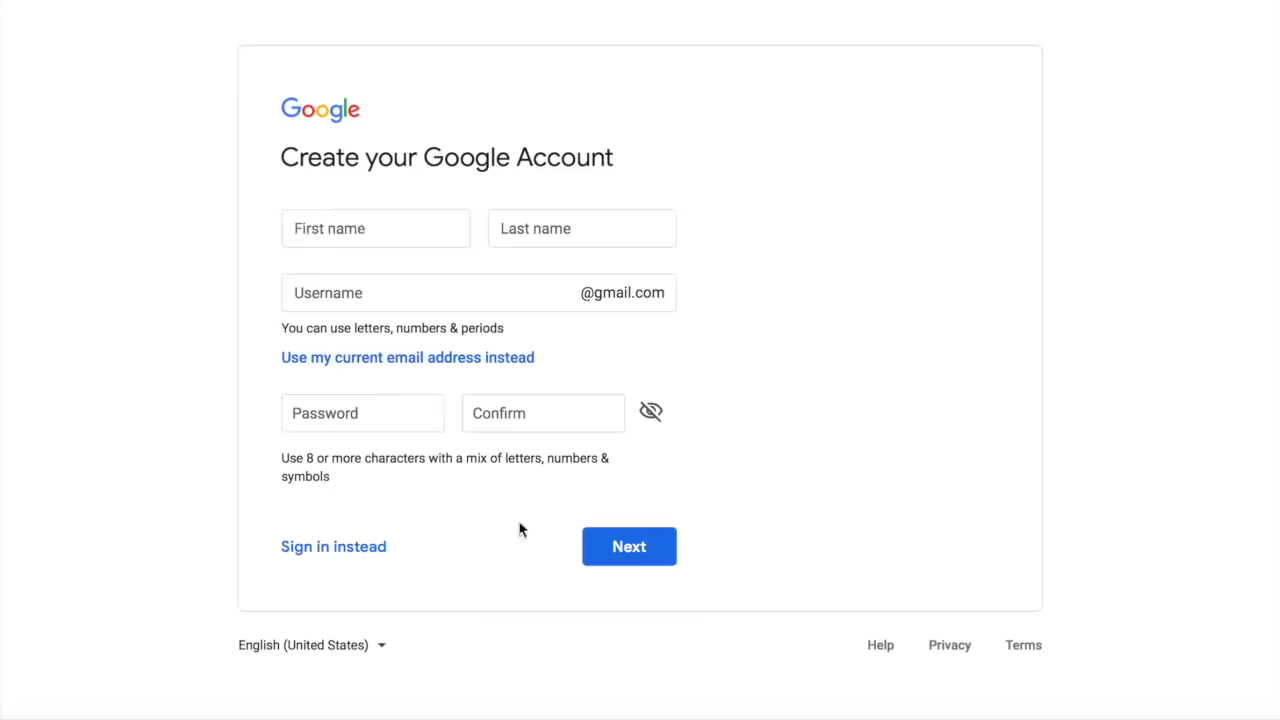 Google
Create your Google Account
First name
Last name
Username
@gmail.com
You can use letters, numbers & periods
Use my current email address instead
Password
Confirm
Use 8 or more characters with a mix of letters, numbers &
symbols
Sign in instead
Next
English (United States)
Help
Privacy
Terms